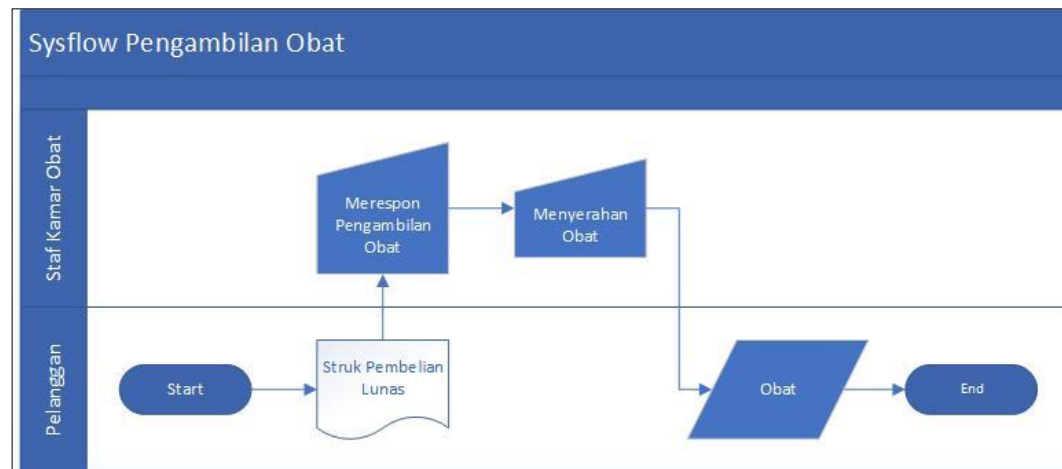 Sysflow Pengambilan Obat
Staf Kamar Obat
Merespon
Pengambilan
Obat
Menyerahan
Obat
Pelanggan
Start
Struk Pembelian
Lunas
Obat
End